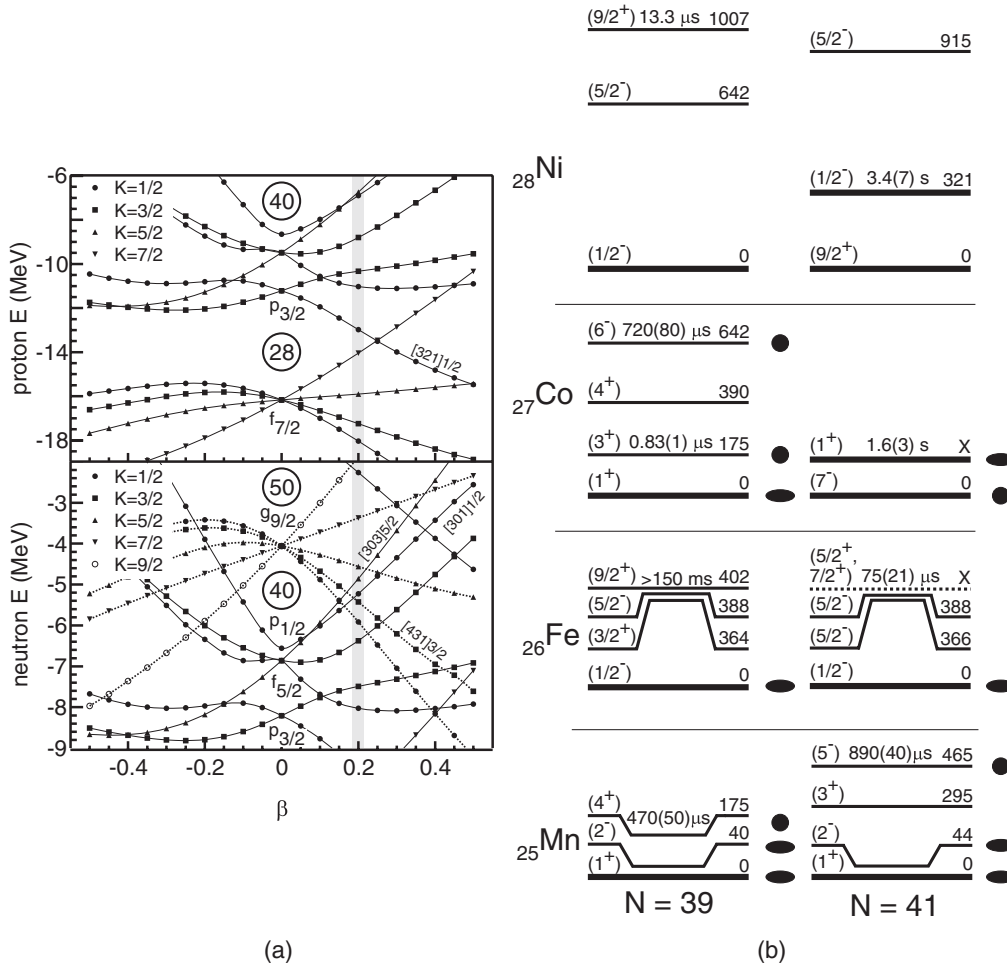 -6
-10
-14
-18
proton E (MeV)
K=1/2
K=3/2
K=5/2
K=7/2
40
p3/2
28
[321]1/2
f7/2
-3
-4
-5
-6
-7
-8
-9
neutron E (MeV)
K=1/2
K=3/2
K=5/2
K=7/2
K=9/2
50
g9/2
[303]5/2
[301]1/2
40
p1/2
[431]3/2
f5/2
p3/2
-0.4 -0.2 0 0.2 0.4
β
(a)
(9/2+) 13.3 μs 1007
(5/2-) 642
(1/2-) 0
(5/2-) 915
(1/2-) 3.4(7) s 321
(9/2+) 0
28Ni
(6-) 720(80) μs 642
(4+) 390
(3+) 0.83(1) μs 175
(1+) 0
(1+) 1.6(3) s X
(7-) 0
27Co
(9/2+) >150 ms 402
(5/2-) 388
(3/2+) 364
(1/2-) 0
(5/2+,
7/2+) 75(21) μs X
(5/2-) 388
(5/2-) 366
(1/2-) 0
26Fe
(4+) 470(50)μs 175
(2-) 40
(1+) 0
(5-) 890(40)μs 465
(3+) 295
(2-) 44
(1+) 0
25Mn
N = 39
N = 41
(b)